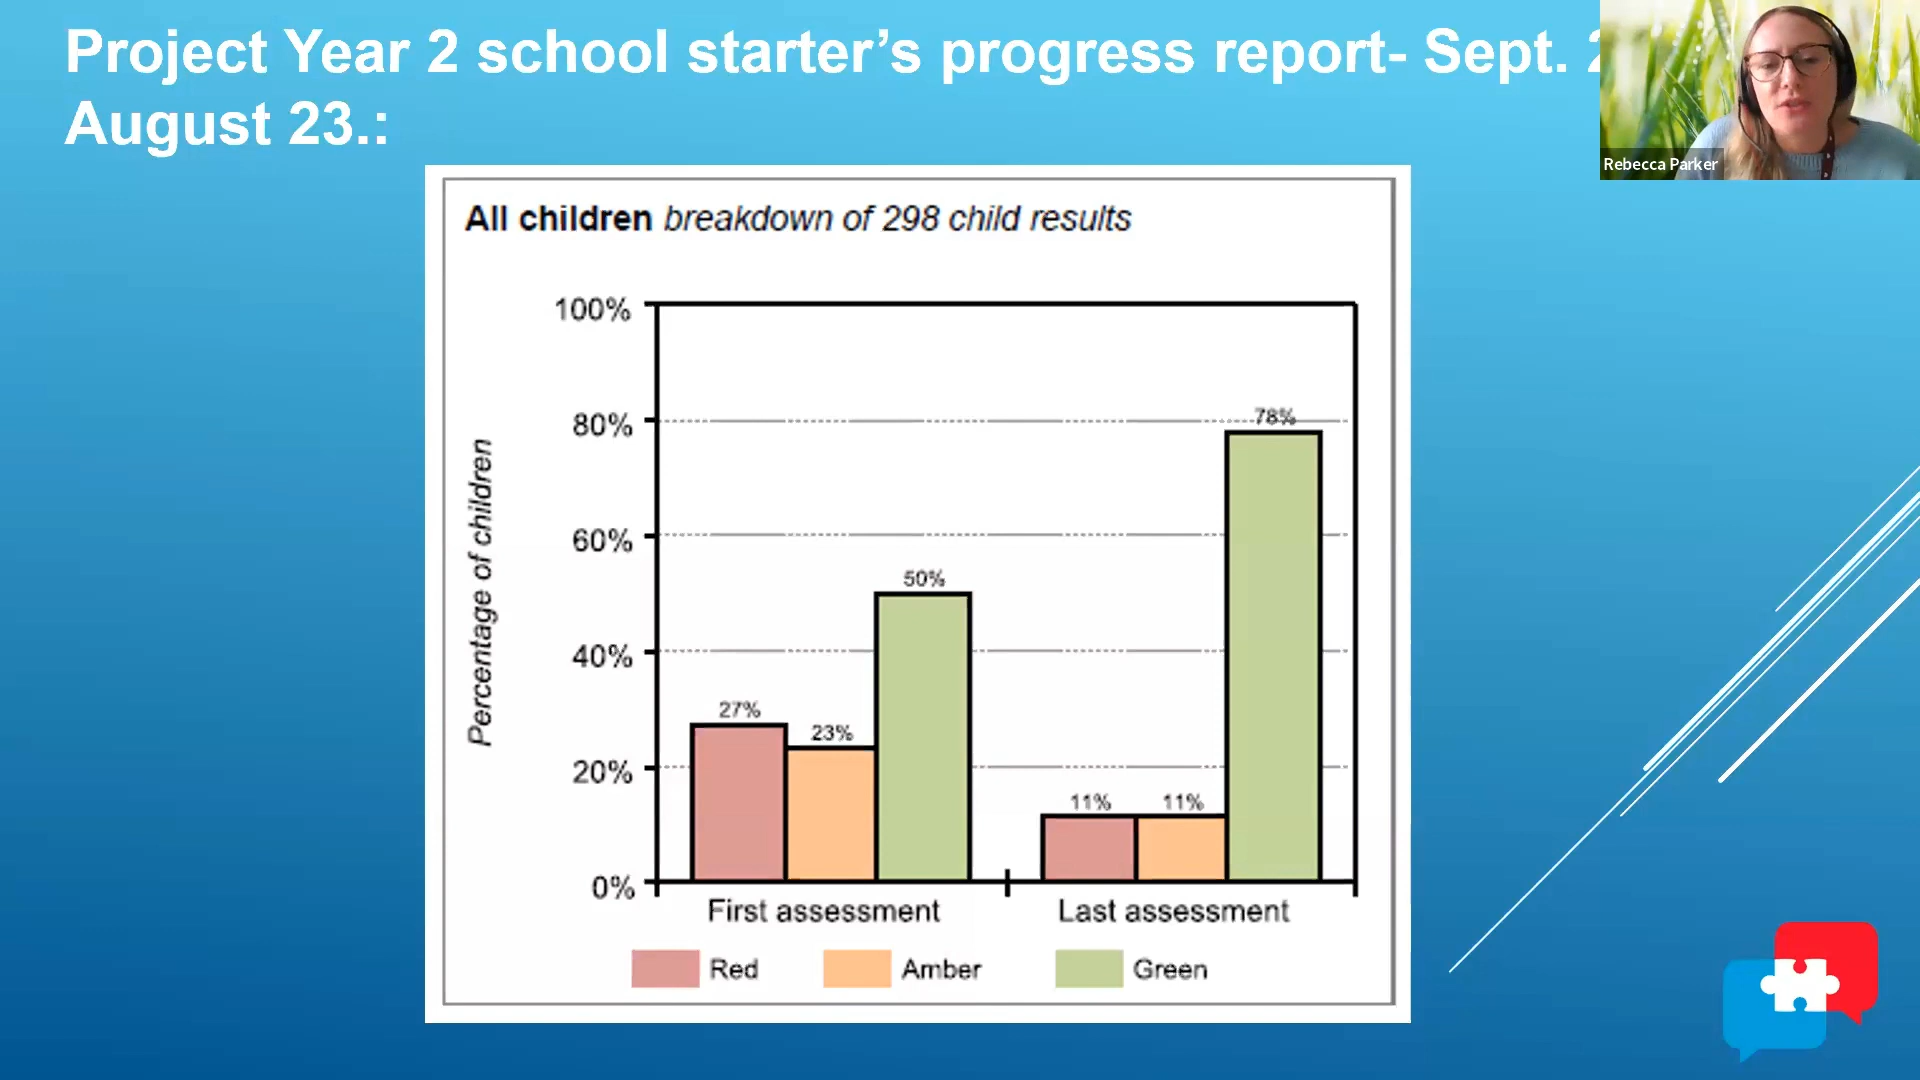 Project Year 2 school starter’s progress report- Sept.
August 23.:
Rebecca Parker
All children breakdown of 298 child results
100%
80%
60%
40%
20%
0%
Percentage of children
27%
23%
50%
11%
11%
78%
First assessment
Last assessment
Red
Amber
Green